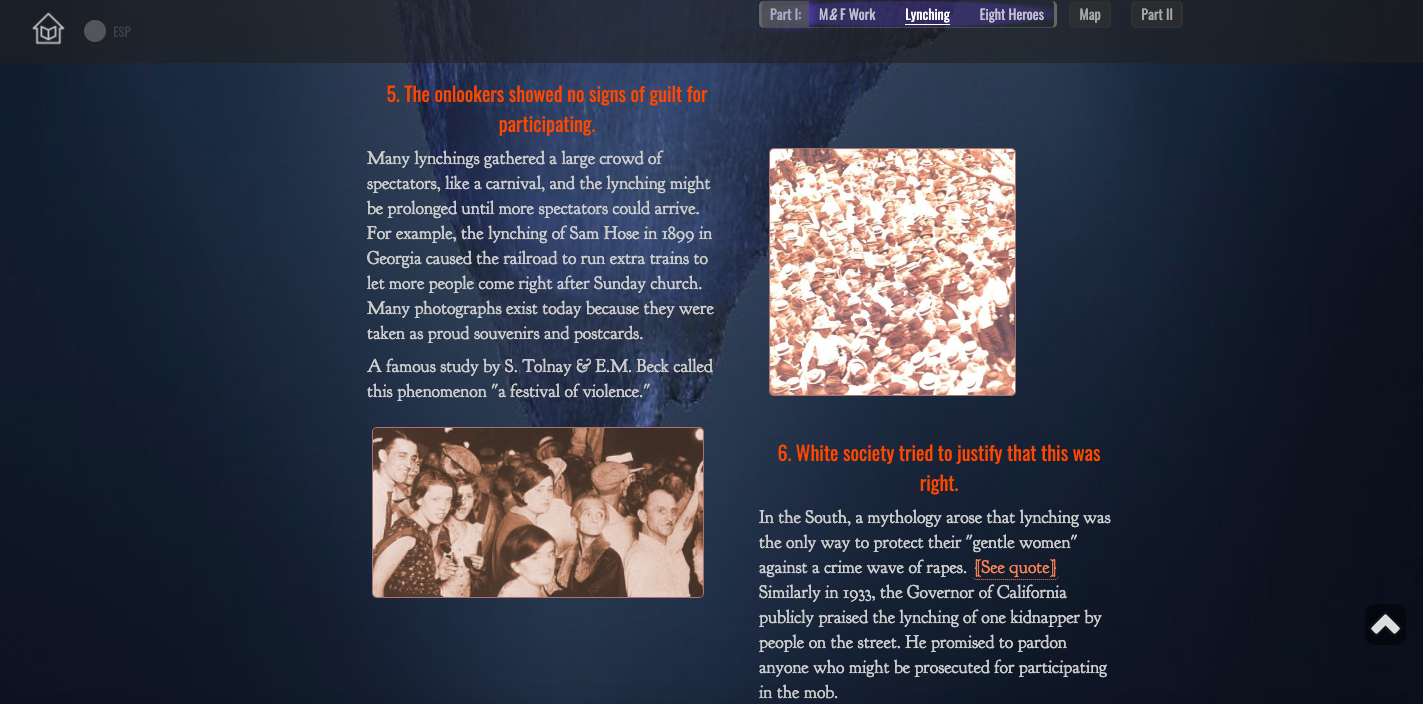 ESP
Part I: M & F Work Lynching Eight Heroes Map Part II
5. The onlookers showed no signs of guilt for
participating.
Many lynchings gathered a large crowd of
spectators, like a carnival, and the lynching might
be prolonged until more spectators could arrive.
For example, the lynching of Sam Hose in 1899 in
Georgia caused the railroad to run extra trains to
let more people come right after Sunday church.
Many photographs exist today because they were
taken as proud souvenirs and postcards.
A famous study by S. Tolnay & E.M. Beck called
this phenomenon "a festival of violence."
6. White society tried to justify that this was
right.
In the South, a mythology arose that lynching was
the only way to protect their "gentle women"
against a crime wave of rapes. [See quote]
Similarly in 1933, the Governor of California
publicly praised the lynching of one kidnapper by
people on the street. He promised to pardon
anyone who might be prosecuted for participating
in the mob.